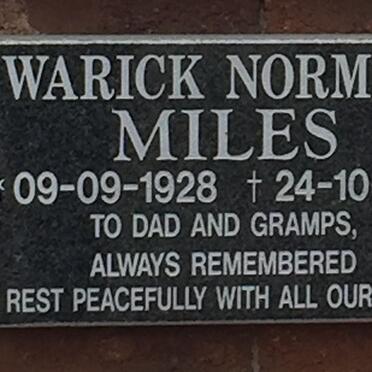 WARICK NORM
MILES
* 09-09-1928 † 24-10
TO DAD AND GRAMPS,
ALWAYS REMEMBERED
REST PEACEFULLY WITH ALL OUR